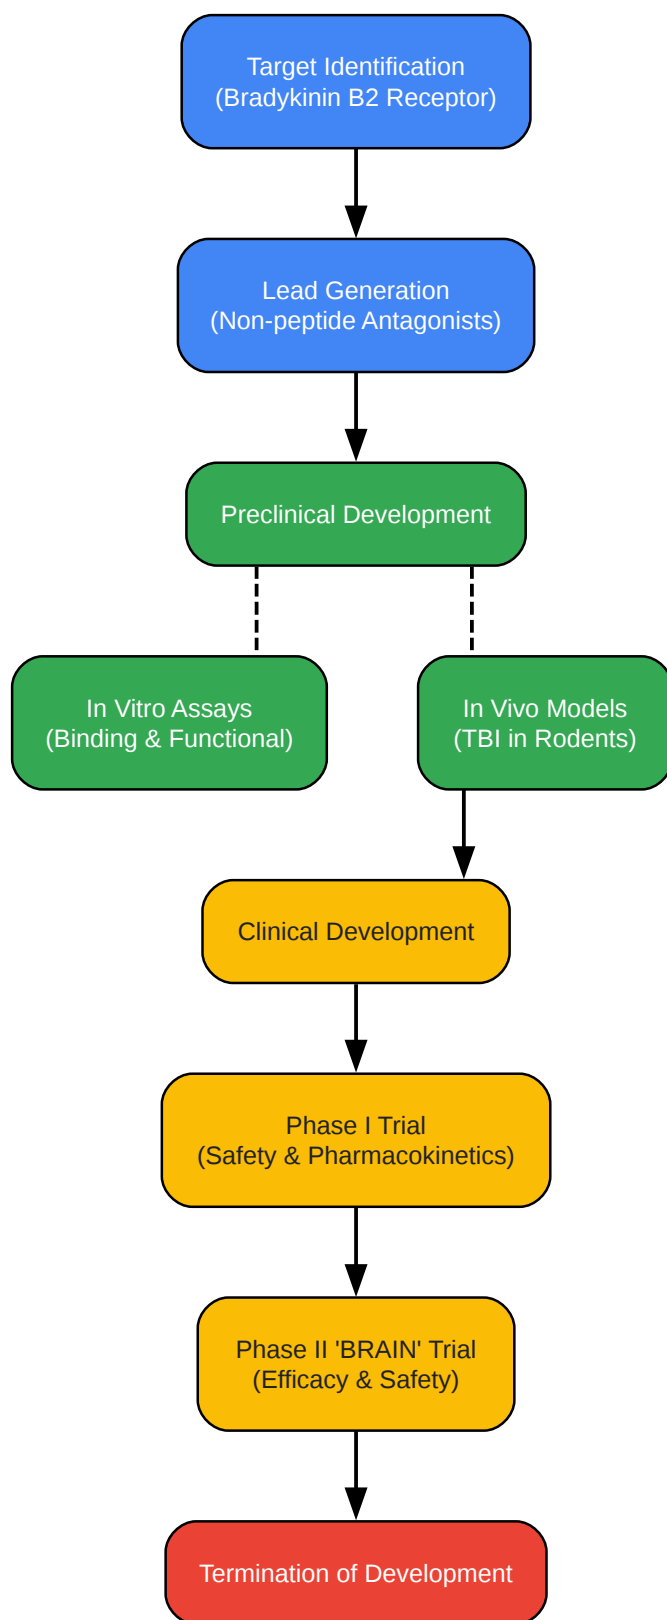 Target Identification
(Bradykinin B2 Receptor)
Lead Generation
(Non-peptide Antagonists)
Preclinical Development
In Vitro Assays
(Binding & Functional)
In Vivo Models
(TBI in Rodents)
Clinical Development
Phase I Trial
(Safety & Pharmacokinetics)
Phase II 'BRAIN' Trial
(Efficacy & Safety)
Termination of Development